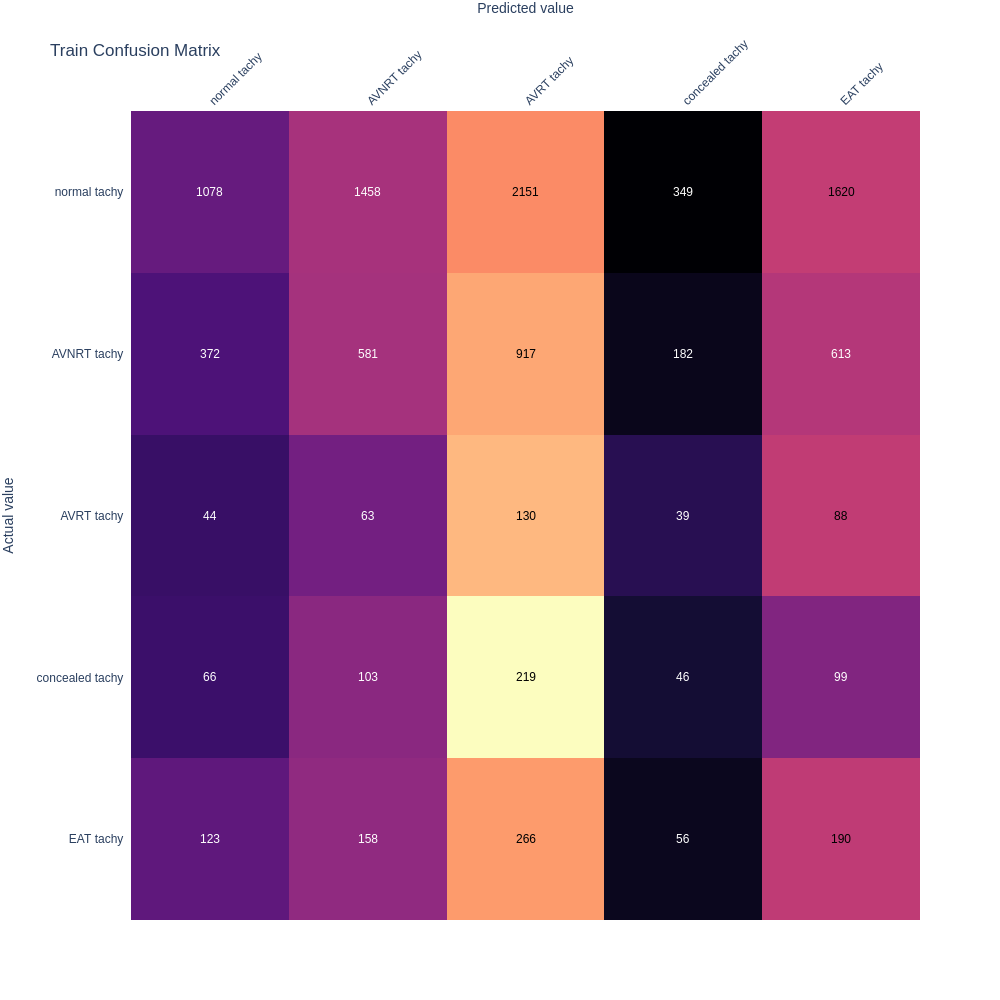 Predicted value
Train Confusion Matrix
normal tachy
AVNRT tachy
AVRT tachy
concealed tachy
EAT tachy
Actual value
normal tachy 1078 1458 2151 349 1620
AVNRT tachy 372 581 917 182 613
AVRT tachy 44 63 130 39 88
concealed tachy 66 103 219 46 99
EAT tachy 123 158 266 56 190